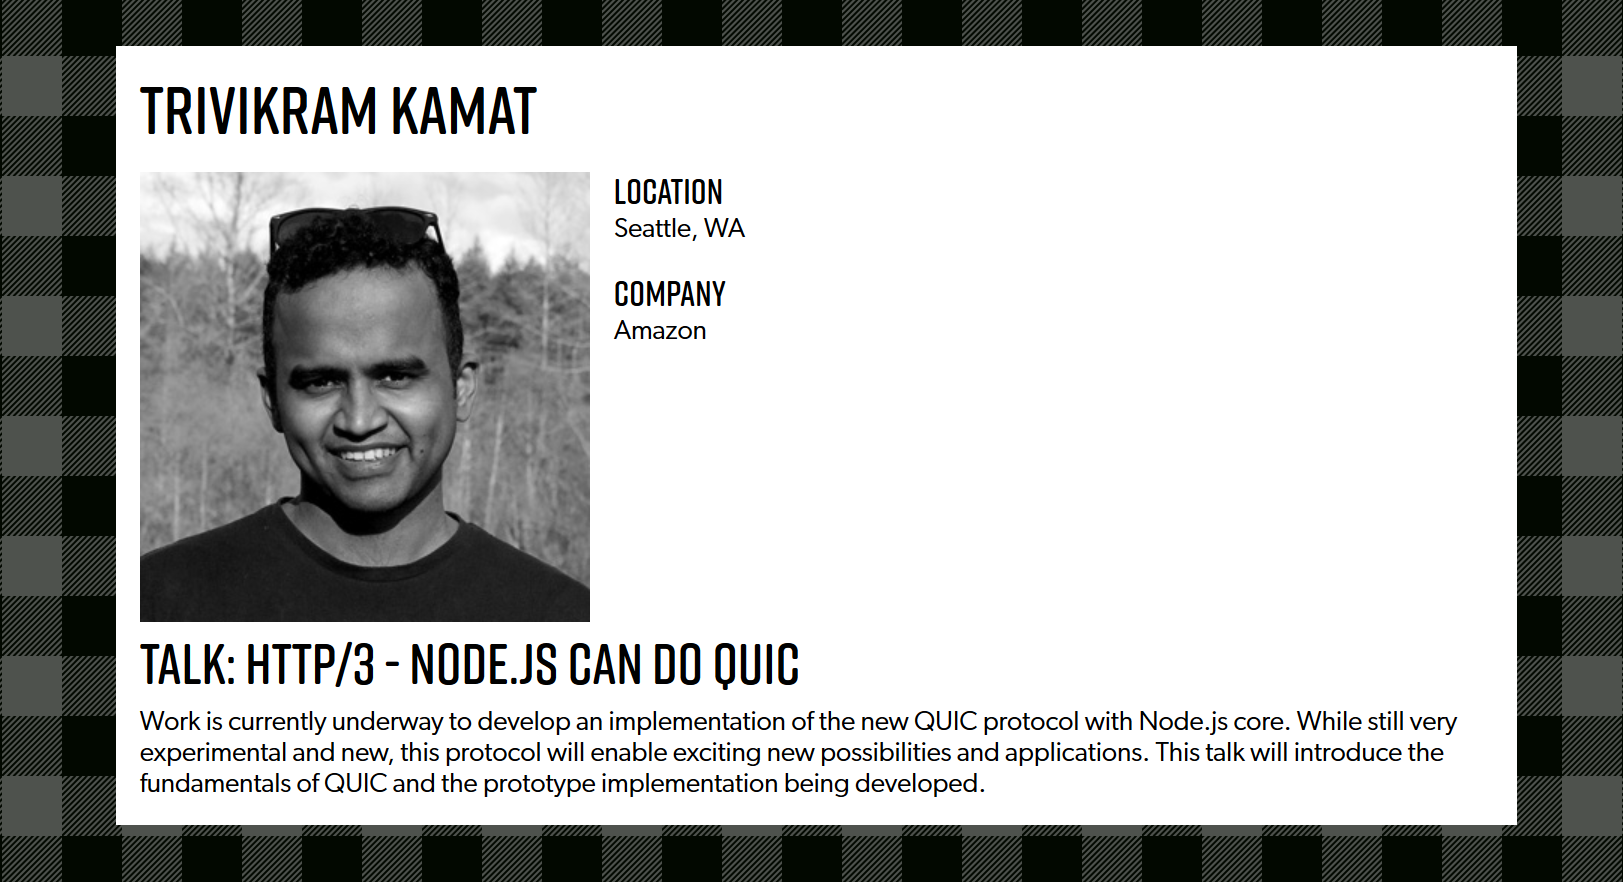 TRIVIKRAM KAMAT
LOCATION
Seattle, WA
COMPANY
Amazon
TALK: HTTP/3 - NODE.JS CAN DO QUIC
Work is currently underway to develop an implementation of the new QUIC protocol with Node.js core. While still very
experimental and new, this protocol will enable exciting new possibilities and applications. This talk will introduce the
fundamentals of QUIC and the prototype implementation being developed.